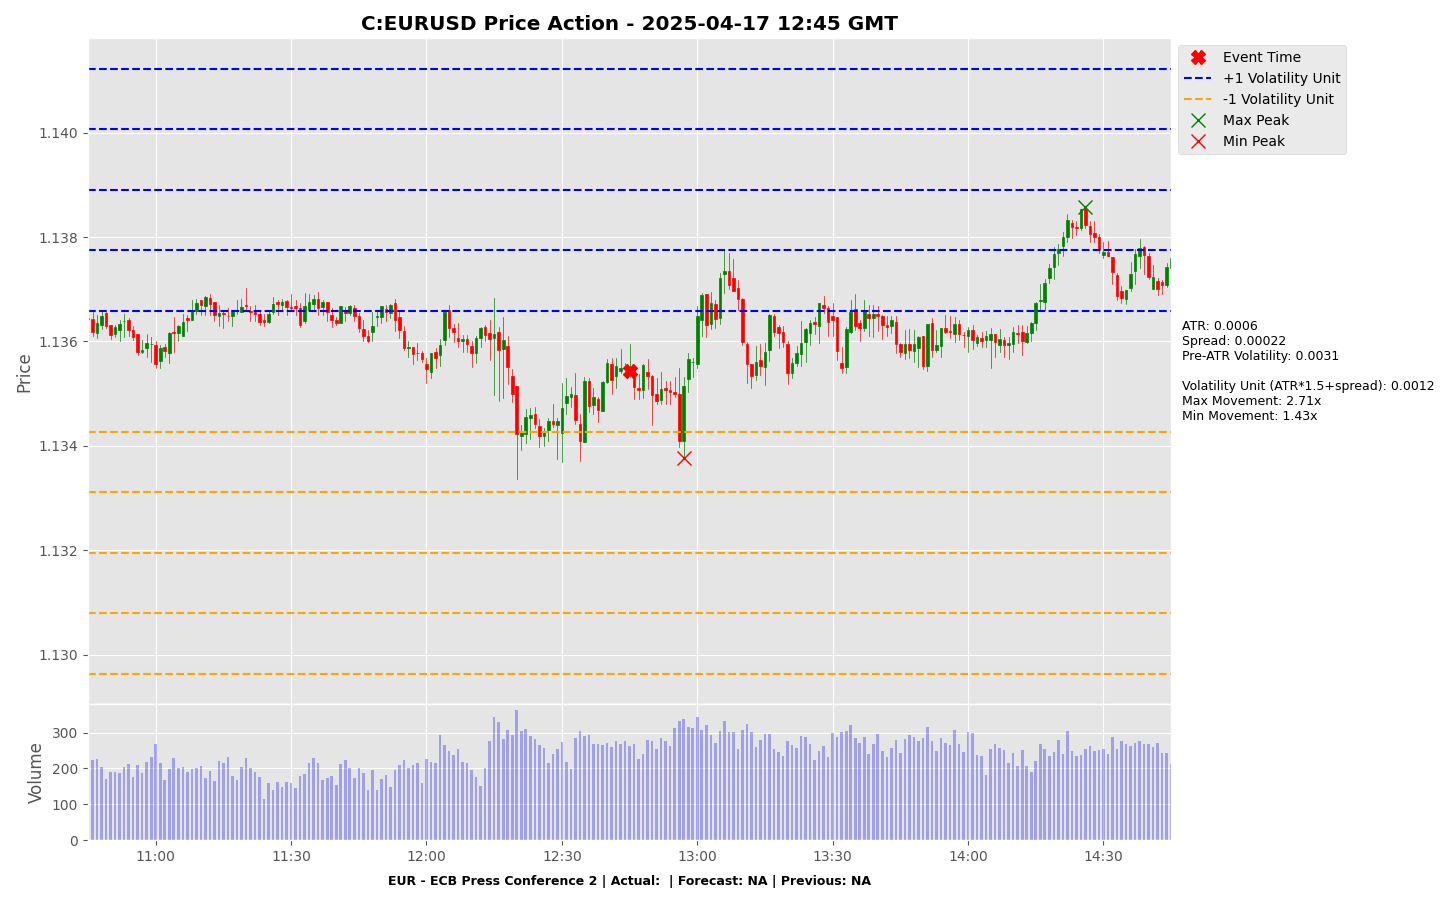 C:EURUSD Price Action - 2025-04-17 12:45 GMT
Event Time
+1 Volatility Unit
-1 Volatility Unit
Max Peak
Min Peak
Price
1.140
1.138
1.136
1.134
1.132
1.130
ATR: 0.0006
Spread: 0.00022
Pre-ATR Volatility: 0.0031
Volatility Unit (ATR*1.5+spread): 0.0012
Max Movement: 2.71x
Min Movement: 1.43x
Volume
300
200
100
0
11:00 11:30 12:00 12:30 13:00 13:30 14:00 14:30
EUR - ECB Press Conference 2 | Actual:  | Forecast: NA | Previous: NA